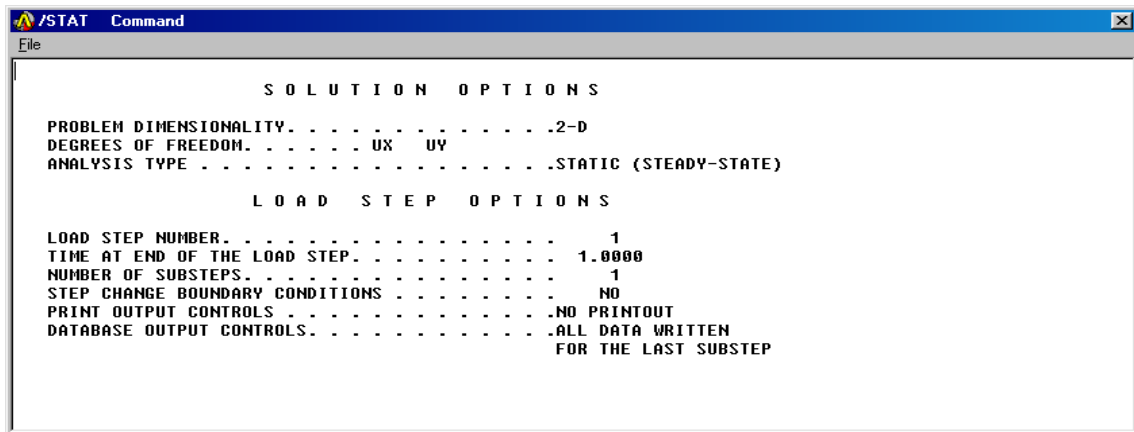 /STAT Command
File
S O L U T I O N   O P T I O N S
PROBLEM DIMENSIONALITY. . . . . . . . . . . . .2-D
DEGREES OF FREEDOM. . . . . . UX   UY
ANALYSIS TYPE . . . . . . . . . . . . . . . . .STATIC (STEADY-STATE)
L O A D   S T E P   O P T I O N S
LOAD STEP NUMBER. . . . . . . . . . . . . . . .     1
TIME AT END OF THE LOAD STEP. . . . . . . . . .  1.0000
NUMBER OF SUBSTEPS. . . . . . . . . . . . . . .     1
STEP CHANGE BOUNDARY CONDITIONS . . . . . . . .    NO
PRINT OUTPUT CONTROLS . . . . . . . . . . . . .NO PRINTOUT
DATABASE OUTPUT CONTROLS. . . . . . . . . . . .ALL DATA WRITTEN
FOR THE LAST SUBSTEP